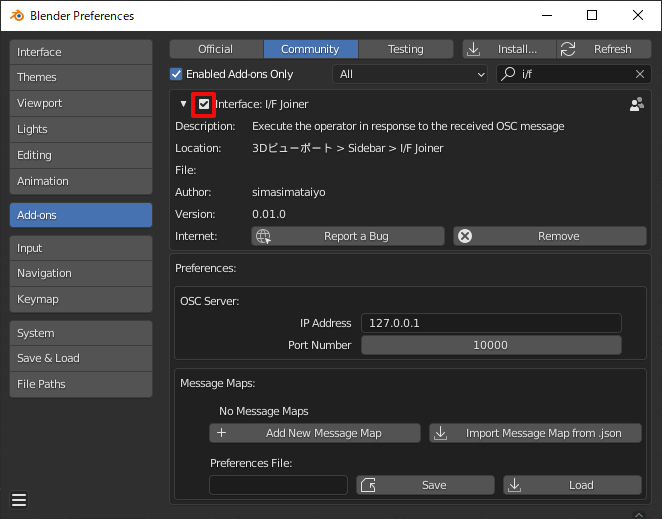 Blender Preferences
Interface
Themes
Viewport
Lights
Editing
Animation
Add-ons
Input
Navigation
Keymap
System
Save & Load
File Paths
Official Community Testing Install... Refresh
Enabled Add-ons Only All i/f
Interface: I/F Joiner
Description: Execute the operator in response to the received OSC message
Location: 3Dビューポート > Sidebar > I/F Joiner
File:
Author: simasimataiyo
Version: 0.01.0
Internet: Report a Bug Remove
Preferences:
OSC Server:
IP Address 127.0.0.1
Port Number 10000
Message Maps:
No Message Maps
Add New Message Map Import Message Map from .json
Preferences File:
Save Load